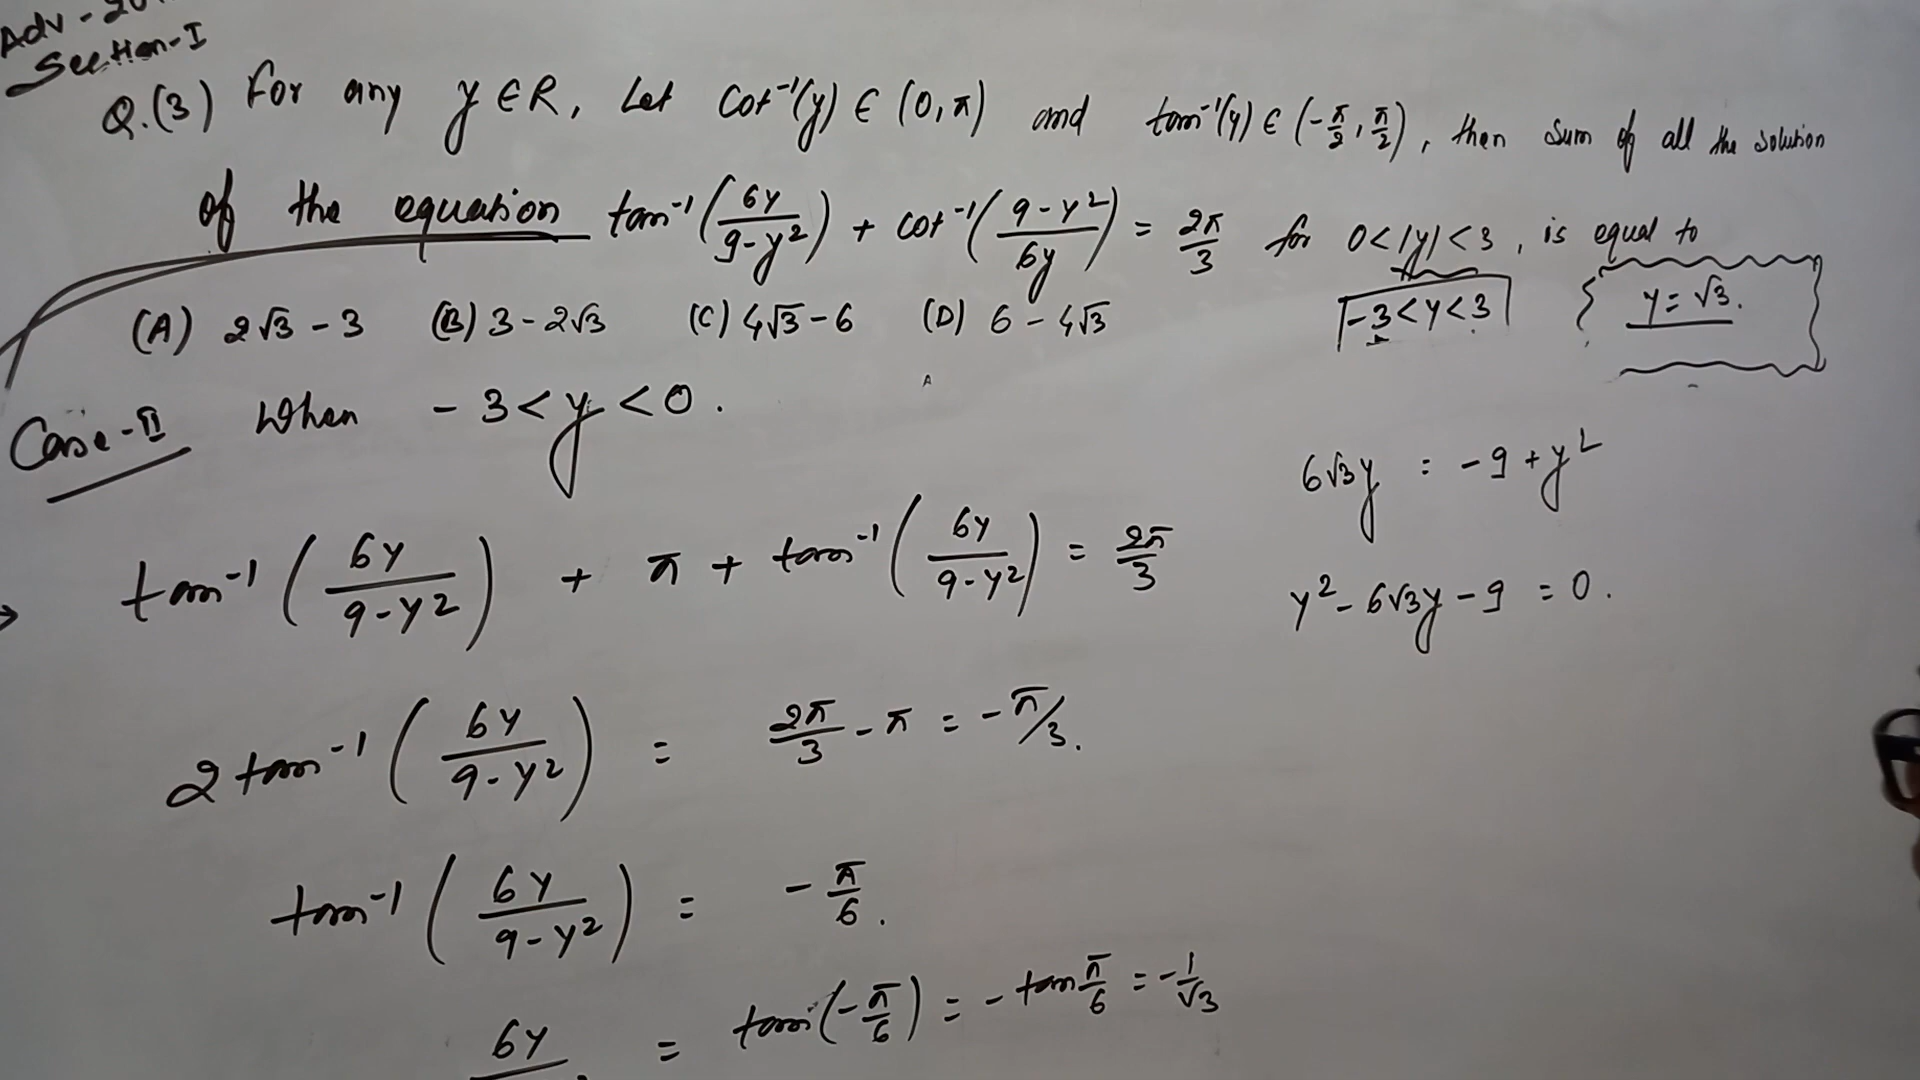 Adv - 20
Section-I
Q.(3) For any y ∈ R, Let cot⁻¹(y) ∈ (0, π) and tan⁻¹(y) ∈ (-π/2, π/2), then sum of all the solution
of the equation tan⁻¹(6y/(9-y²)) + cot⁻¹((9-y²)/6y) = 2π/3 for 0<|y|<3, is equal to
(A) 2√3 - 3 (B) 3 - 2√3 (C) 4√3 - 6 (D) 6 - 4√3
-3<y<3
y = √3.
Case-II When -3<y<0.
6√3y = -9 + y²
tan⁻¹(6y/(9-y²)) + π + tan⁻¹(6y/(9-y²)) = 2π/3
y² - 6√3y - 9 = 0.
2 tan⁻¹(6y/(9-y²)) = 2π/3 - π = -π/3.
tan⁻¹(6y/(9-y²)) = -π/6.
6y = tan(-π/6) = -tan π/6 = -1/√3